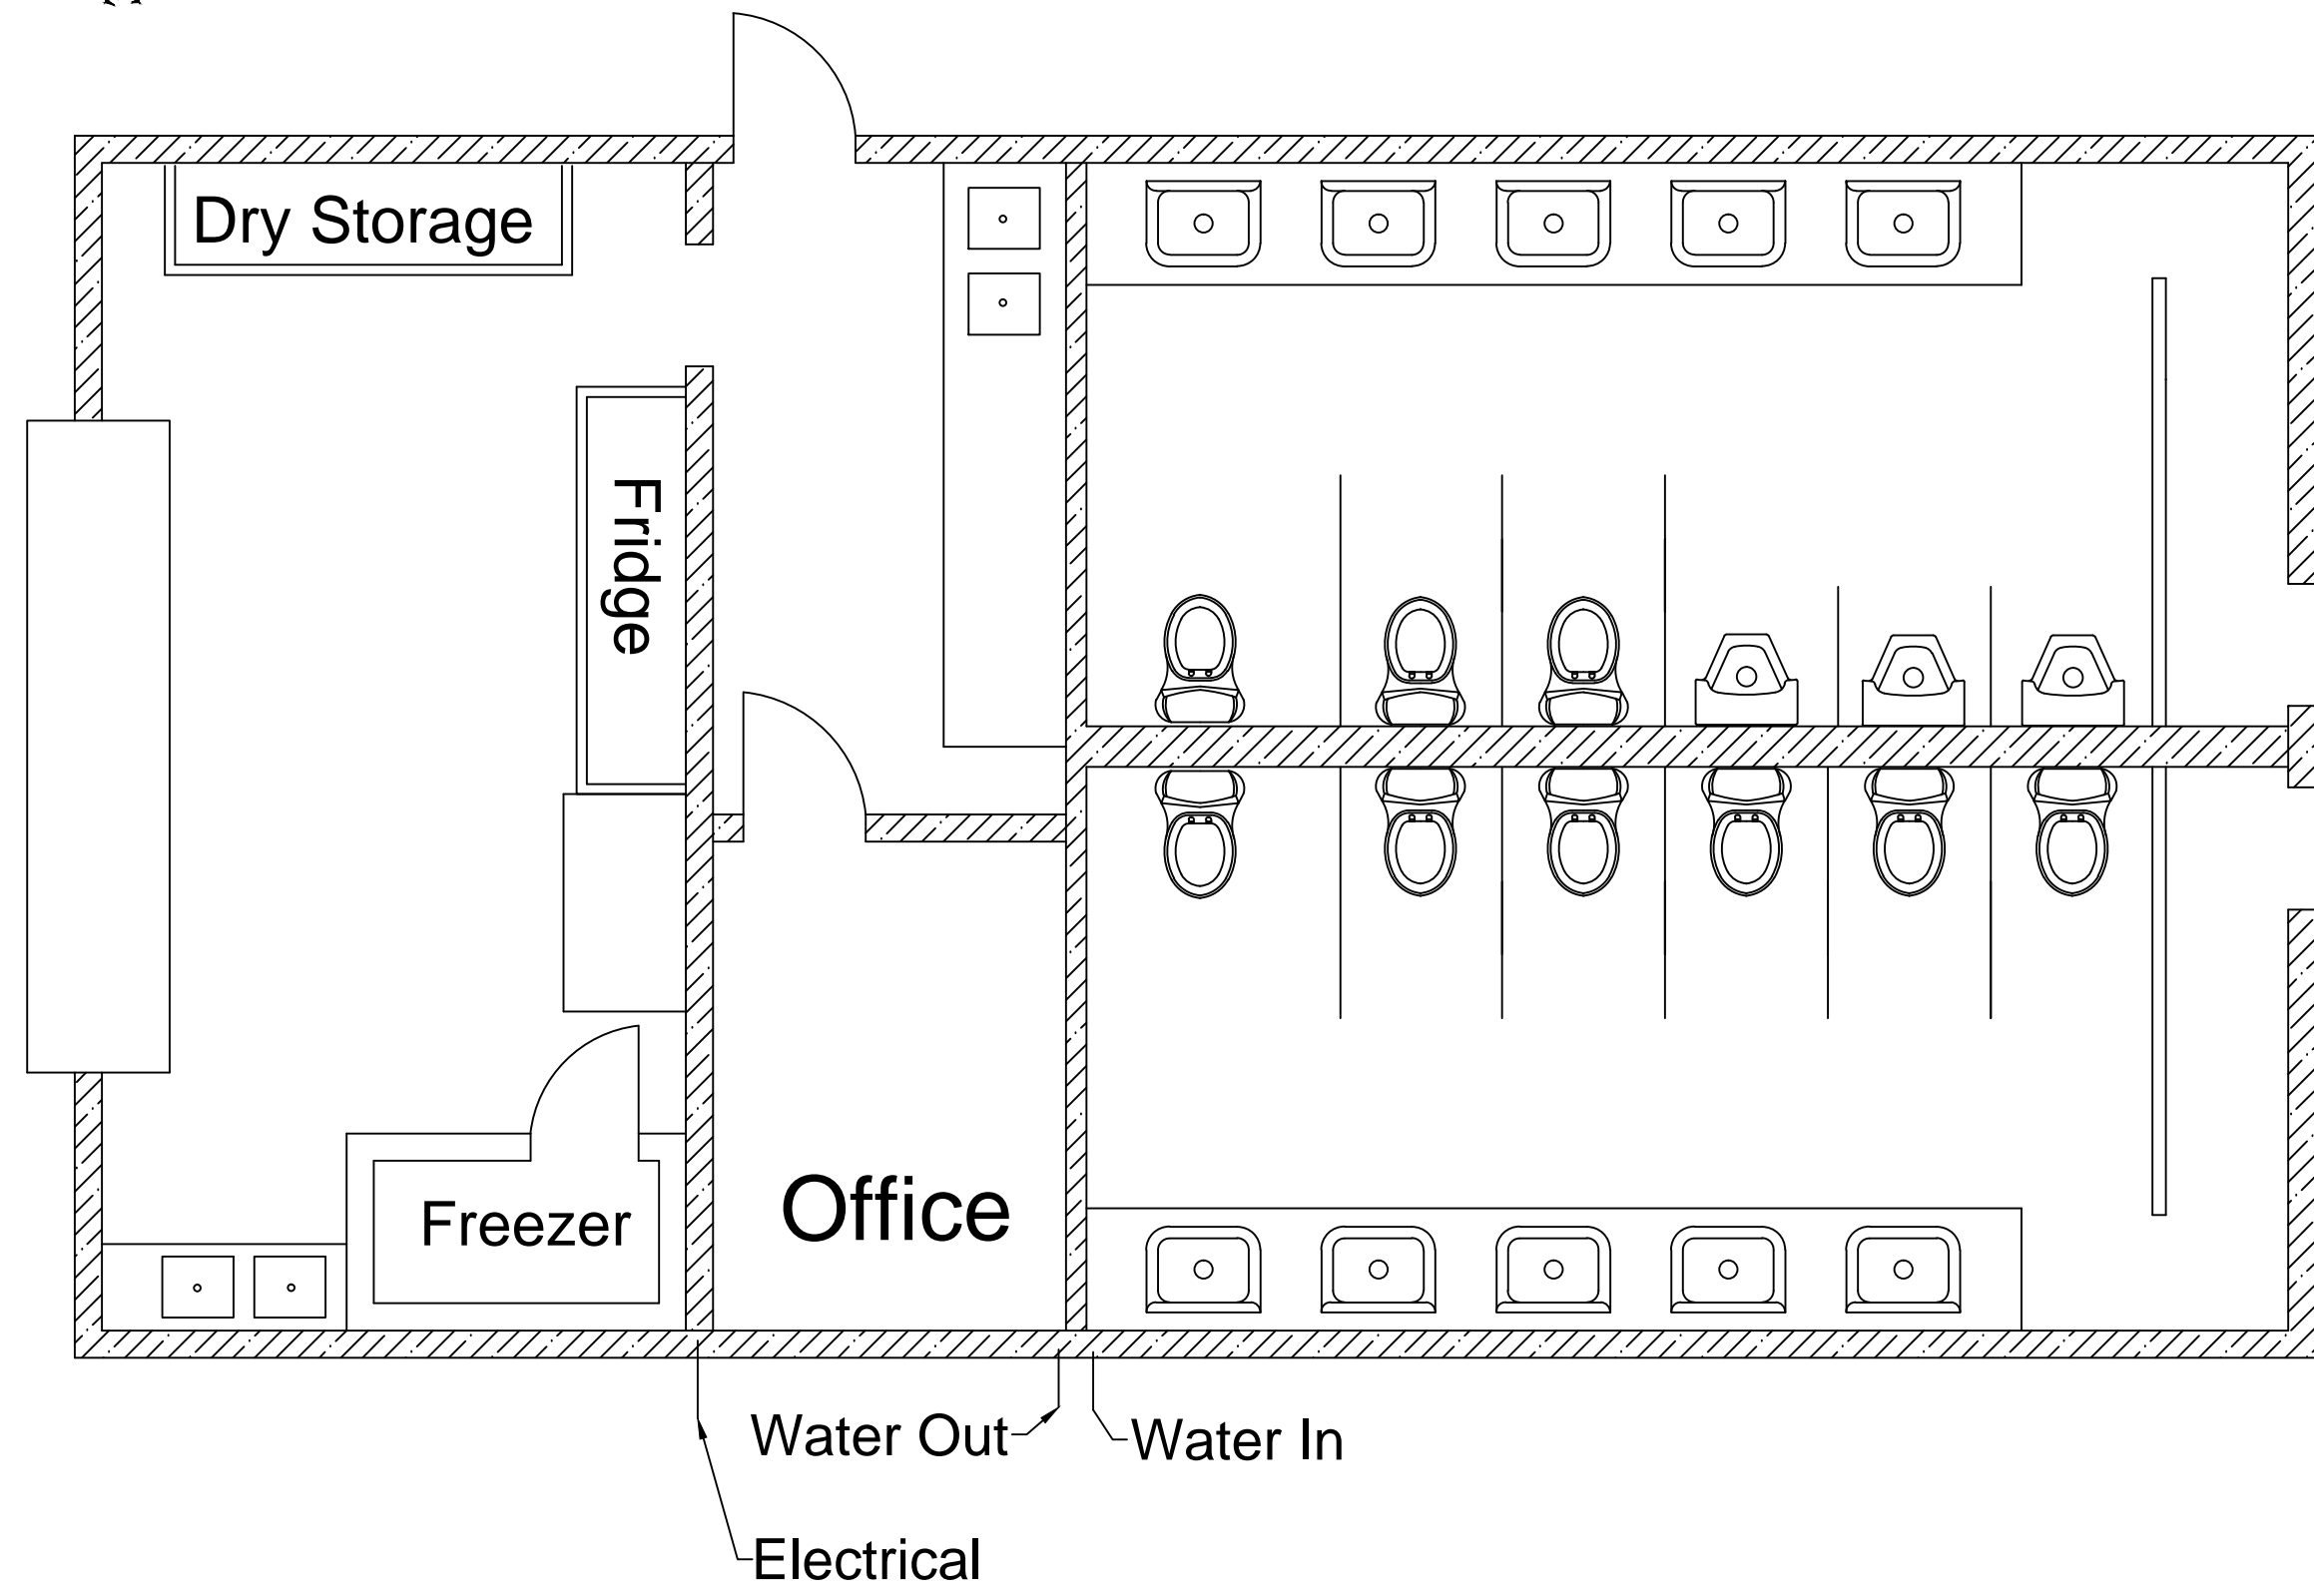 Dry Storage
Fridge
Freezer
Office
Water Out
Water In
Electrical